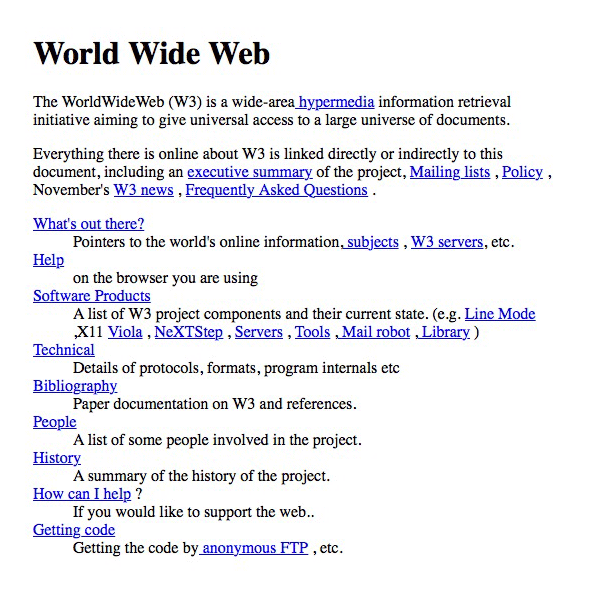 World Wide Web
The WorldWideWeb (W3) is a wide-area hypermedia information retrieval
initiative aiming to give universal access to a large universe of documents.
Everything there is online about W3 is linked directly or indirectly to this
document, including an executive summary of the project, Mailing lists , Policy ,
November's W3 news , Frequently Asked Questions .
What's out there?
Pointers to the world's online information, subjects , W3 servers, etc.
Help
on the browser you are using
Software Products
A list of W3 project components and their current state. (e.g. Line Mode
,X11 Viola , NeXTStep , Servers , Tools , Mail robot , Library )
Technical
Details of protocols, formats, program internals etc
Bibliography
Paper documentation on W3 and references.
People
A list of some people involved in the project.
History
A summary of the history of the project.
How can I help ?
If you would like to support the web..
Getting code
Getting the code by anonymous FTP , etc.